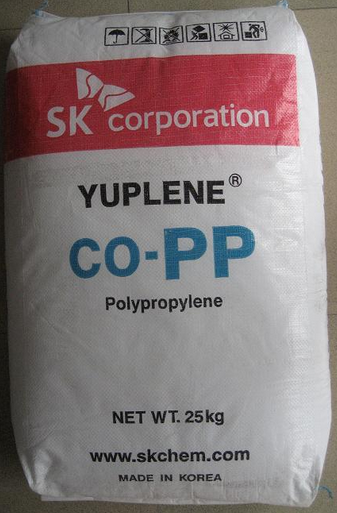 SK corporation
YUPLENE®
CO-PP
Polypropylene
NET WT. 25kg
www.skchem.com
MADE IN KOREA